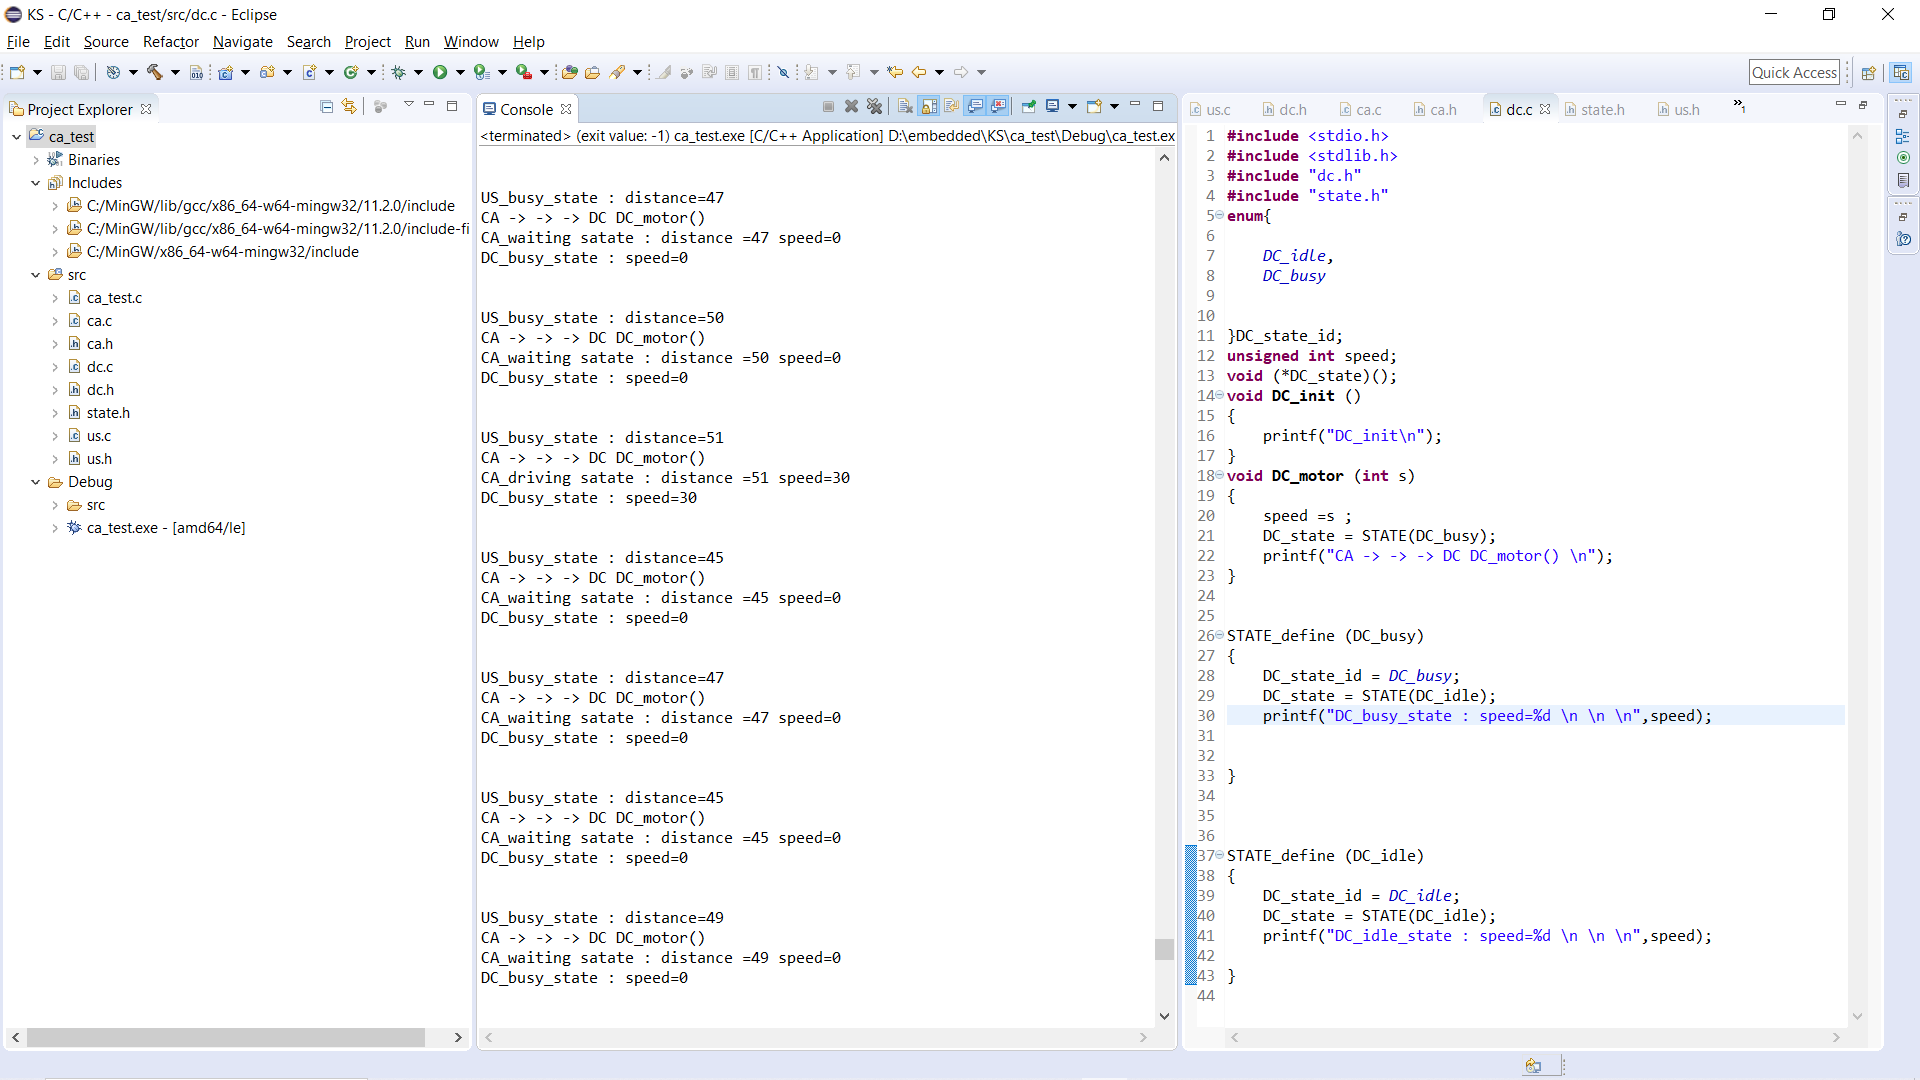 KS - C/C++ - ca_test/src/dc.c - Eclipse
File Edit Source Refactor Navigate Search Project Run Window Help
Quick Access
Project Explorer
ca_test
Binaries
Includes
C:/MinGW/lib/gcc/x86_64-w64-mingw32/11.2.0/include
C:/MinGW/lib/gcc/x86_64-w64-mingw32/11.2.0/include-fi
C:/MinGW/x86_64-w64-mingw32/include
src
ca_test.c
ca.c
ca.h
dc.c
dc.h
state.h
us.c
us.h
Debug
src
ca_test.exe - [amd64/le]
Console
<terminated> (exit value: -1) ca_test.exe [C/C++ Application] D:\embedded\KS\ca_test\Debug\ca_test.ex
US_busy_state : distance=47
CA -> -> -> DC DC_motor()
CA_waiting satate : distance =47 speed=0
DC_busy_state : speed=0
US_busy_state : distance=50
CA -> -> -> DC DC_motor()
CA_waiting satate : distance =50 speed=0
DC_busy_state : speed=0
US_busy_state : distance=51
CA -> -> -> DC DC_motor()
CA_driving satate : distance =51 speed=30
DC_busy_state : speed=30
US_busy_state : distance=45
CA -> -> -> DC DC_motor()
CA_waiting satate : distance =45 speed=0
DC_busy_state : speed=0
US_busy_state : distance=47
CA -> -> -> DC DC_motor()
CA_waiting satate : distance =47 speed=0
DC_busy_state : speed=0
US_busy_state : distance=45
CA -> -> -> DC DC_motor()
CA_waiting satate : distance =45 speed=0
DC_busy_state : speed=0
US_busy_state : distance=49
CA -> -> -> DC DC_motor()
CA_waiting satate : distance =49 speed=0
DC_busy_state : speed=0
us.c dc.h ca.c ca.h dc.c state.h us.h »1
1 #include <stdio.h>
2 #include <stdlib.h>
3 #include "dc.h"
4 #include "state.h"
5 enum{
6
7 DC_idle,
8 DC_busy
9
10
11 }DC_state_id;
12 unsigned int speed;
13 void (*DC_state)();
14 void DC_init ()
15 {
16 printf("DC_init\n");
17 }
18 void DC_motor (int s)
19 {
20 speed =s ;
21 DC_state = STATE(DC_busy);
22 printf("CA -> -> -> DC DC_motor() \n");
23 }
24
25
26 STATE_define (DC_busy)
27 {
28 DC_state_id = DC_busy;
29 DC_state = STATE(DC_idle);
30 printf("DC_busy_state : speed=%d \n \n \n",speed);
31
32
33 }
34
35
36
37 STATE_define (DC_idle)
38 {
39 DC_state_id = DC_idle;
40 DC_state = STATE(DC_idle);
41 printf("DC_idle_state : speed=%d \n \n \n",speed);
42
43 }
44